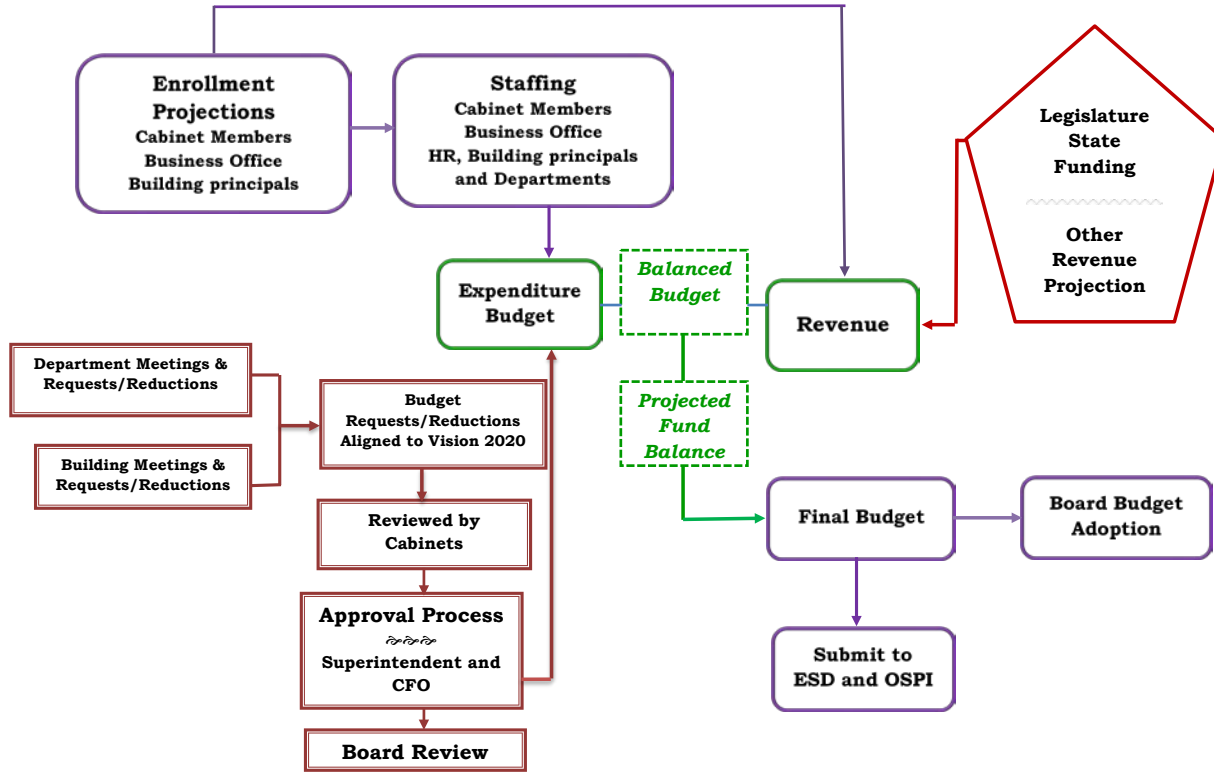 Enrollment
Projections
Cabinet Members
Business Office
Building principals
Staffing
Cabinet Members
Business Office
HR, Building principals
and Departments
Legislature
State
Funding
Other
Revenue
Projection
Expenditure
Budget
Balanced
Budget
Revenue
Department Meetings &
Requests/Reductions
Building Meetings &
Requests/Reductions
Budget
Requests/Reductions
Aligned to Vision 2020
Projected
Fund
Balance
Reviewed by
Cabinets
Final Budget
Board Budget
Adoption
Approval Process
Superintendent and
CFO
Submit to
ESD and OSPI
Board Review